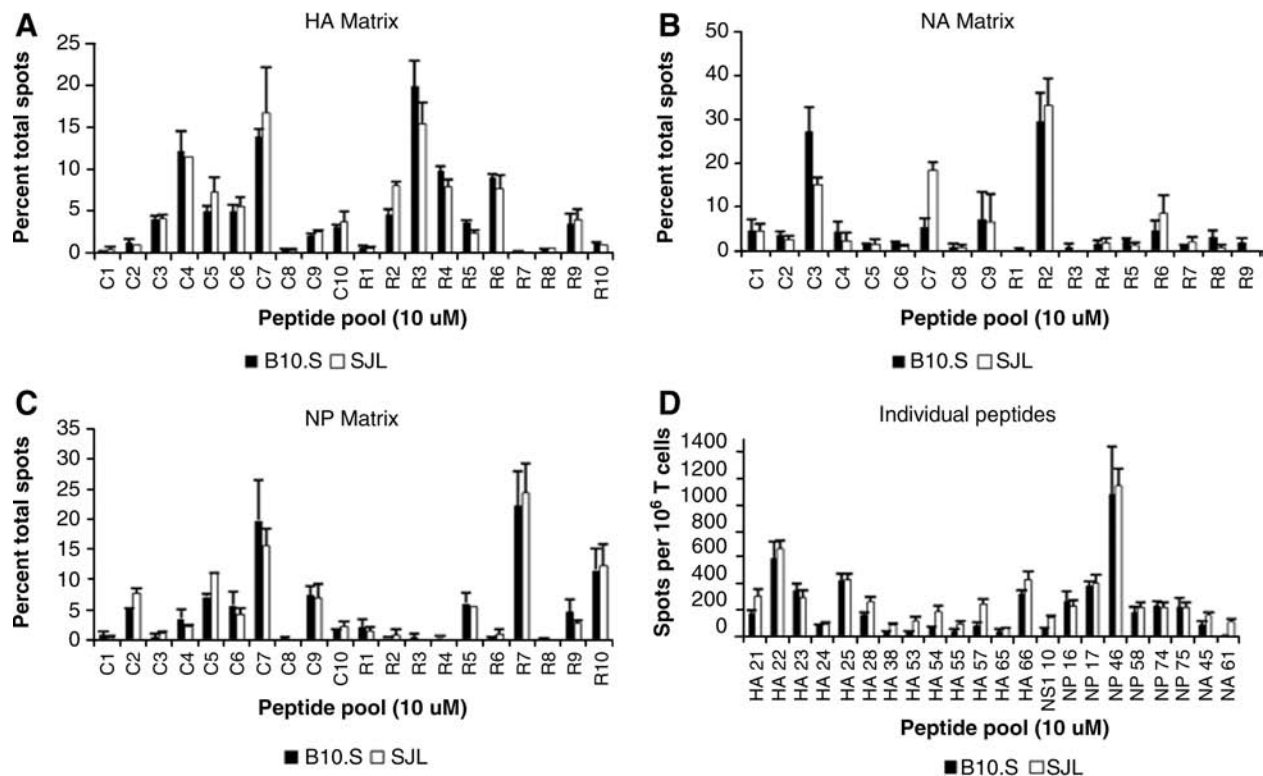 A
HA Matrix
Percent total spots
25
20
15
10
5
0
C1 C2 C3 C4 C5 C6 C7 C8 C9 C10 R1 R2 R3 R4 R5 R6 R7 R8 R9 R10
Peptide pool (10 uM)
B10.S SJL
B
NA Matrix
Percent total spots
50
40
30
20
10
0
C1 C2 C3 C4 C5 C6 C7 C8 C9 R1 R2 R3 R4 R5 R6 R7 R8 R9
Peptide pool (10 uM)
B10.S SJL
C
NP Matrix
Percent total spots
35
30
25
20
15
10
5
0
C1 C2 C3 C4 C5 C6 C7 C8 C9 C10 R1 R2 R3 R4 R5 R6 R7 R8 R9 R10
Peptide pool (10 uM)
B10.S SJL
D
Individual peptides
Spots per 10⁶ T cells
1400
1200
1000
800
600
400
200
0
HA 21 HA 22 HA 23 HA 24 HA 25 HA 28 HA 38 HA 53 HA 54 HA 55 HA 57 HA 65 HA 66 NS1 10 NP 16 NP 17 NP 46 NP 58 NP 74 NP 75 NA 45 NA 61
Peptide pool (10 uM)
B10.S SJL